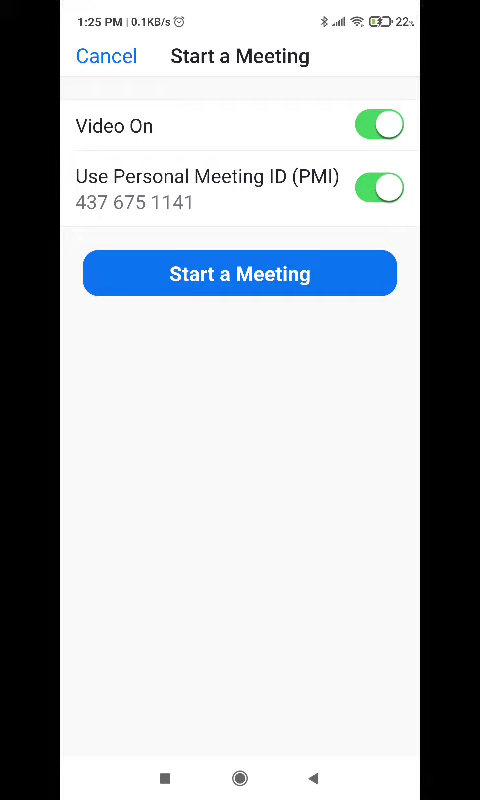 1:25 PM | 0.1KB/s 22%
Cancel Start a Meeting
Video On
Use Personal Meeting ID (PMI)
437 675 1141
Start a Meeting